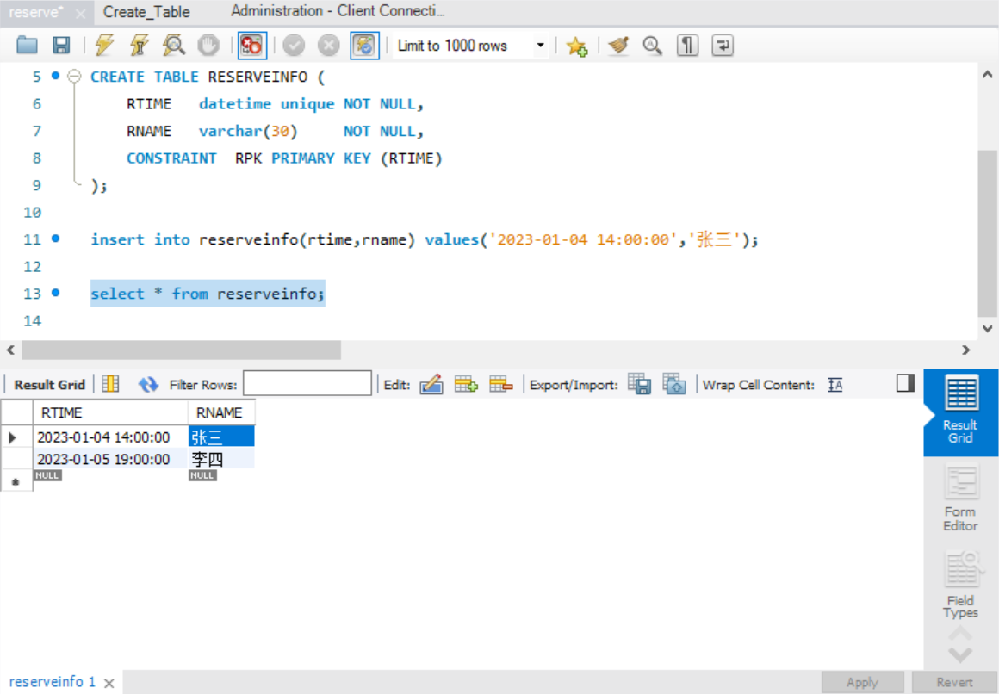 reserve* Create_Table Administration - Client Connecti...
Limit to 1000 rows
5 CREATE TABLE RESERVEINFO (
6 RTIME datetime unique NOT NULL,
7 RNAME varchar(30) NOT NULL,
8 CONSTRAINT RPK PRIMARY KEY (RTIME)
9 );
10
11 insert into reserveinfo(rtime,rname) values('2023-01-04 14:00:00','张三');
12
13 select * from reserveinfo;
14
Result Grid Filter Rows: Edit: Export/Import: Wrap Cell Content:
RTIME RNAME
2023-01-04 14:00:00 张三
2023-01-05 19:00:00 李四
NULL NULL
Result
Grid
Form
Editor
Field
Types
reserveinfo 1 Apply Revert